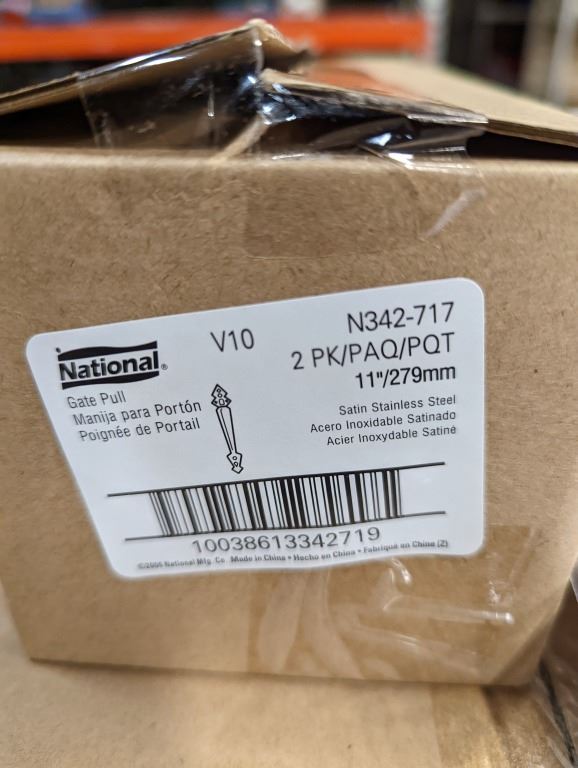 National®
V10
N342-717
2 PK/PAQ/PQT
11"/279mm
Gate Pull
Manija para Portón
Poignée de Portail
Satin Stainless Steel
Acero Inoxidable Satinado
Acier Inoxydable Satiné
10038613342719
©2005 National Mfg. Co. Made in China • Hecho en China • Fabriqué en Chine (Z)